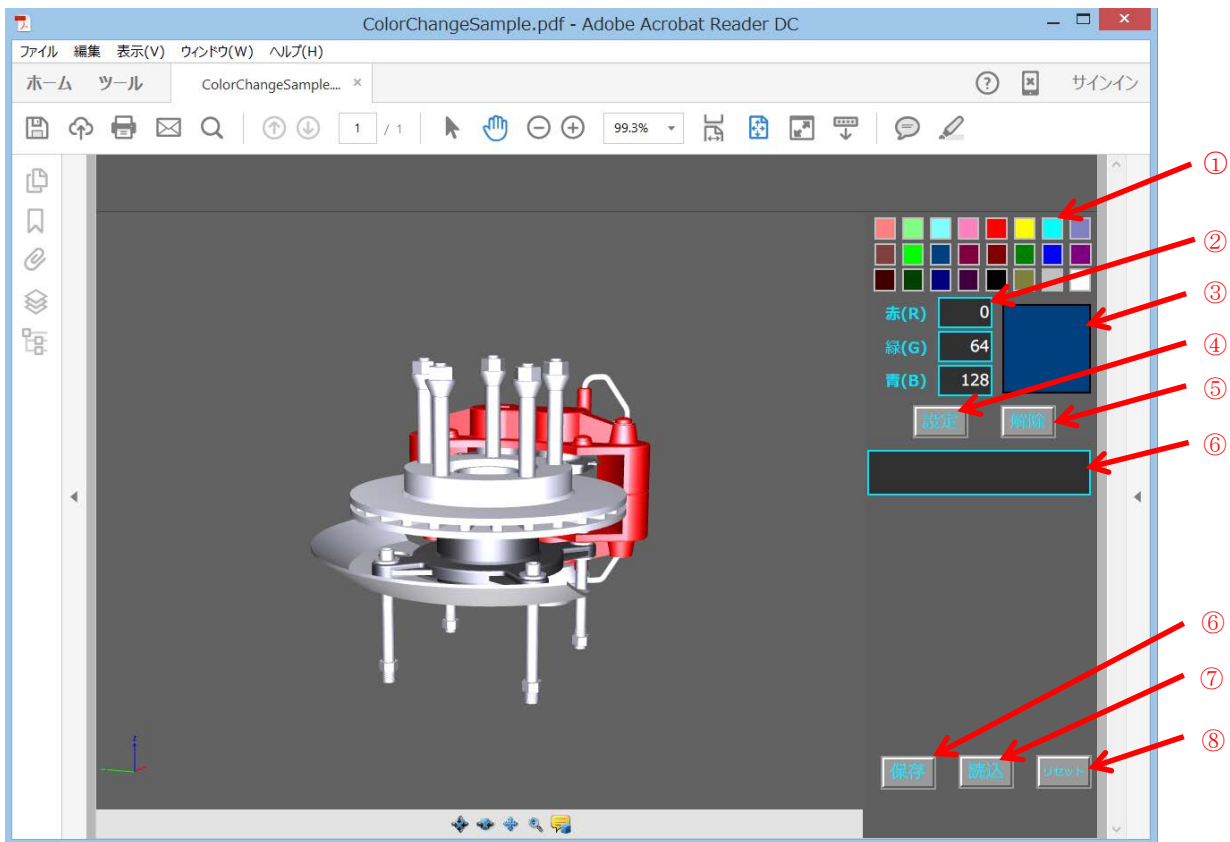 ColorChangeSample.pdf - Adobe Acrobat Reader DC
ファイル 編集 表示(V) ウィンドウ(W) ヘルプ(H)
ホーム ツール ColorChangeSample.... × サインイン
1 / 1 99.3%
①
②
③
赤(R) 0
④
緑(G) 64
青(B) 128
⑤
設定 解除
⑥
⑥
⑦
⑧
保存 読込 リセット
z